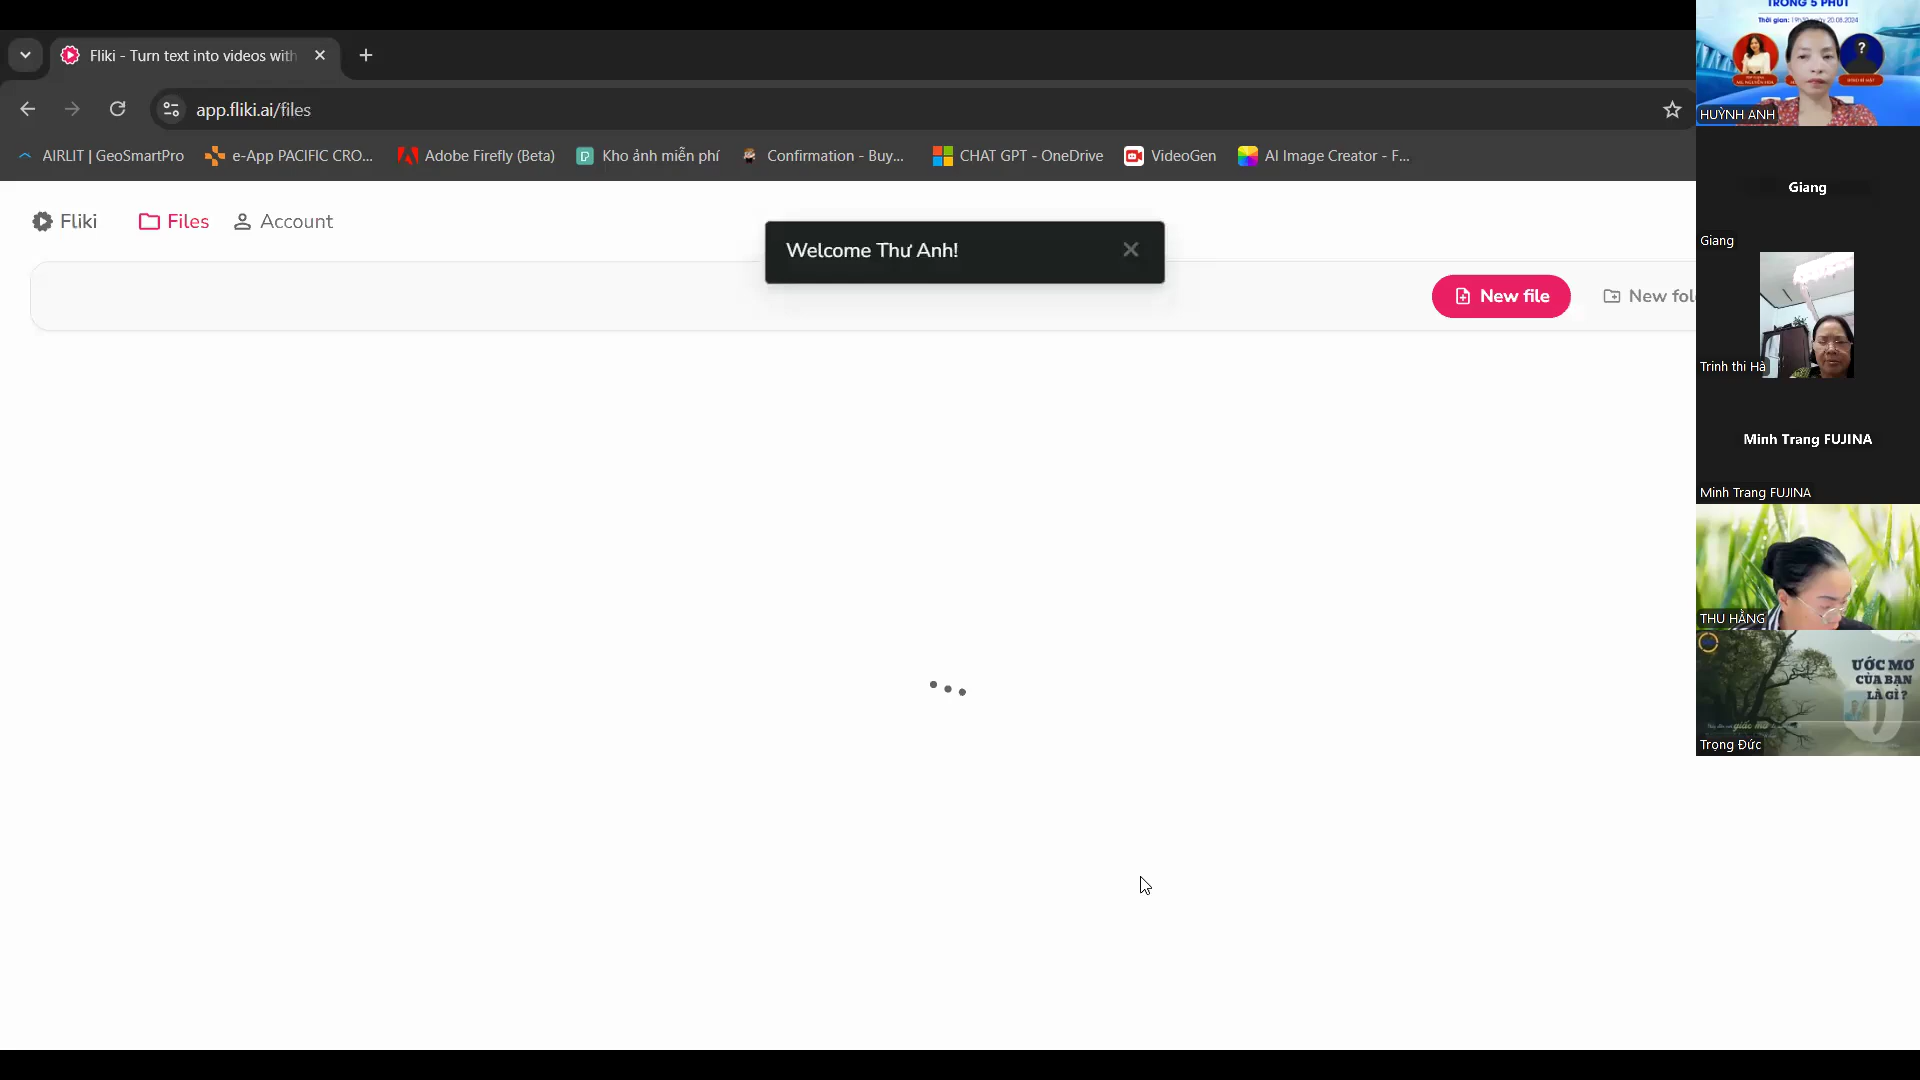 Fliki - Turn text into videos with
app.fliki.ai/files
AIRLIT | GeoSmartPro
e-App PACIFIC CRO...
Adobe Firefly (Beta)
Kho ảnh miễn phí
Confirmation - Buy...
CHAT GPT - OneDrive
VideoGen
AI Image Creator - F...
Fliki
Files
Account
Welcome Thư Anh!
New file
New fol
TRONG 5 PHÚT
HUỲNH ANH
Giang
Giang
Trinh thi Hà
Minh Trang FUJINA
Minh Trang FUJINA
THU HẰNG
ƯỚC MƠ
CỦA BẠN
LÀ GÌ ?
Trọng Đức